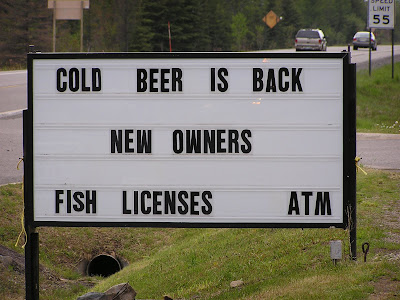 SPEED
LIMIT
55
COLD BEER IS BACK
NEW OWNERS
FISH LICENSES ATM